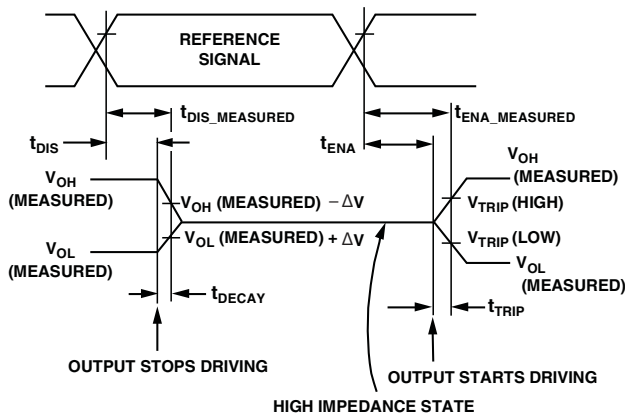 REFERENCE
SIGNAL
tDIS_MEASURED
tENA_MEASURED
tDIS
tENA
VOH
(MEASURED)
VOH (MEASURED) – ΔV
VOL (MEASURED) + ΔV
VOL
(MEASURED)
VOH
(MEASURED)
VTRIP (HIGH)
VTRIP (LOW)
VOL
(MEASURED)
tDECAY
tTRIP
OUTPUT STOPS DRIVING
OUTPUT STARTS DRIVING
HIGH IMPEDANCE STATE